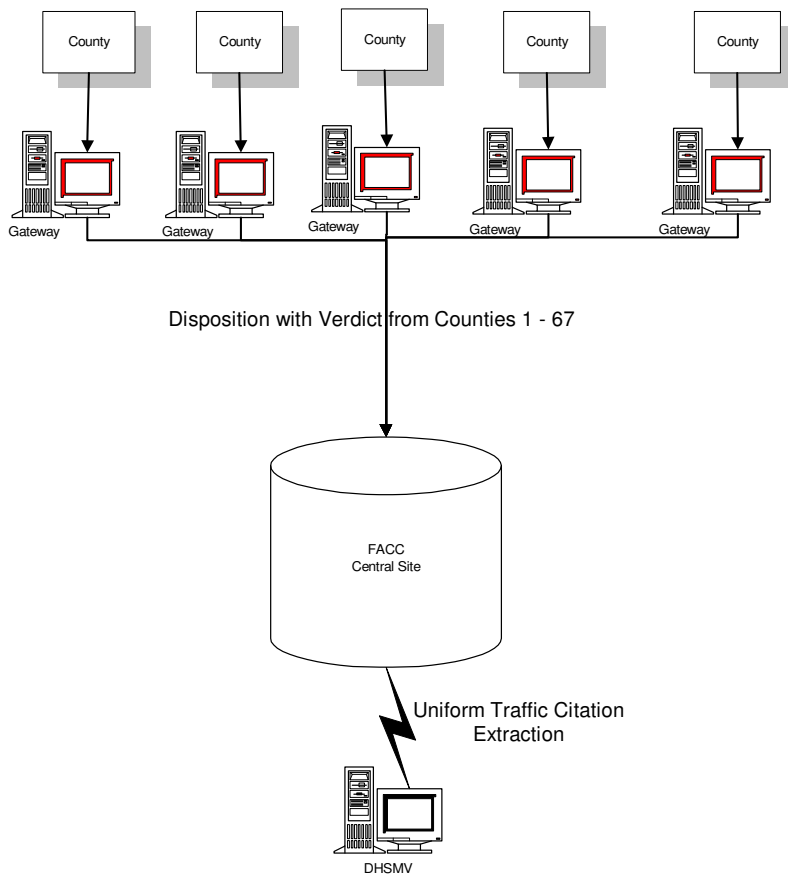 County
County
County
County
County
Gateway
Gateway
Gateway
Gateway
Gateway
Disposition with Verdict from Counties 1 - 67
FACC
Central Site
Uniform Traffic Citation
Extraction
DHSMV